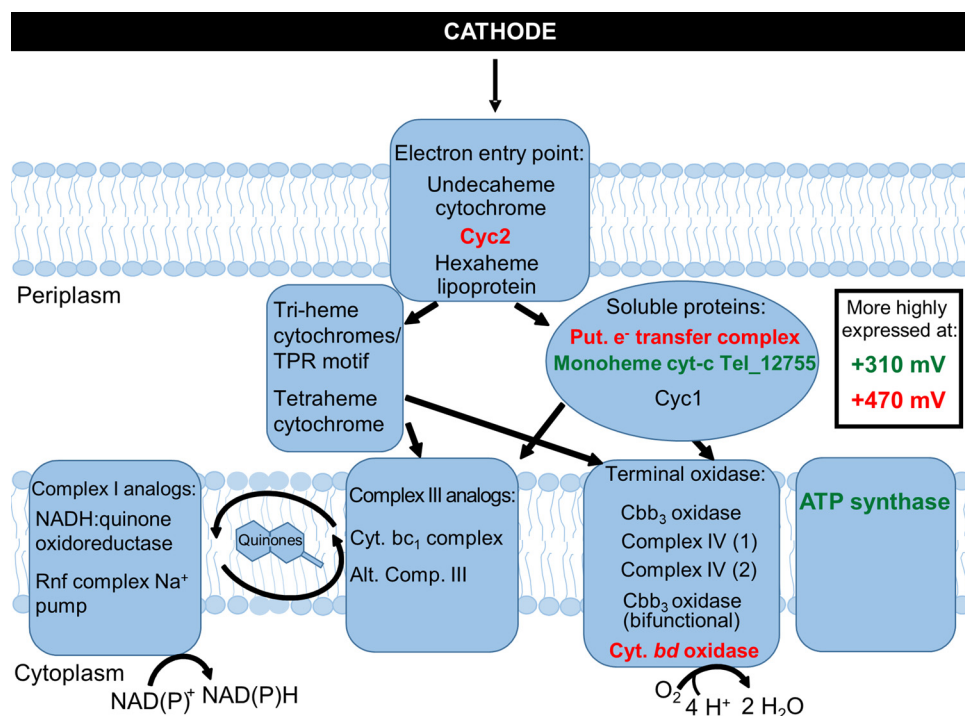 CATHODE
Electron entry point:
Undecaheme
cytochrome
Cyc2
Hexaheme
lipoprotein
Periplasm
Tri-heme
cytochromes/
TPR motif
Tetraheme
cytochrome
Soluble proteins:
Put. e⁻ transfer complex
Monoheme cyt-c Tel_12755
Cyc1
More highly
expressed at:
+310 mV
+470 mV
Complex I analogs:
NADH:quinone
oxidoreductase
Rnf complex Na⁺
pump
Quinones
Complex III analogs:
Cyt. bc₁ complex
Alt. Comp. III
Terminal oxidase:
Cbb₃ oxidase
Complex IV (1)
Complex IV (2)
Cbb₃ oxidase
(bifunctional)
Cyt. bd oxidase
ATP synthase
Cytoplasm
NAD(P)⁺ NAD(P)H
O₂ 4 H⁺ 2 H₂O